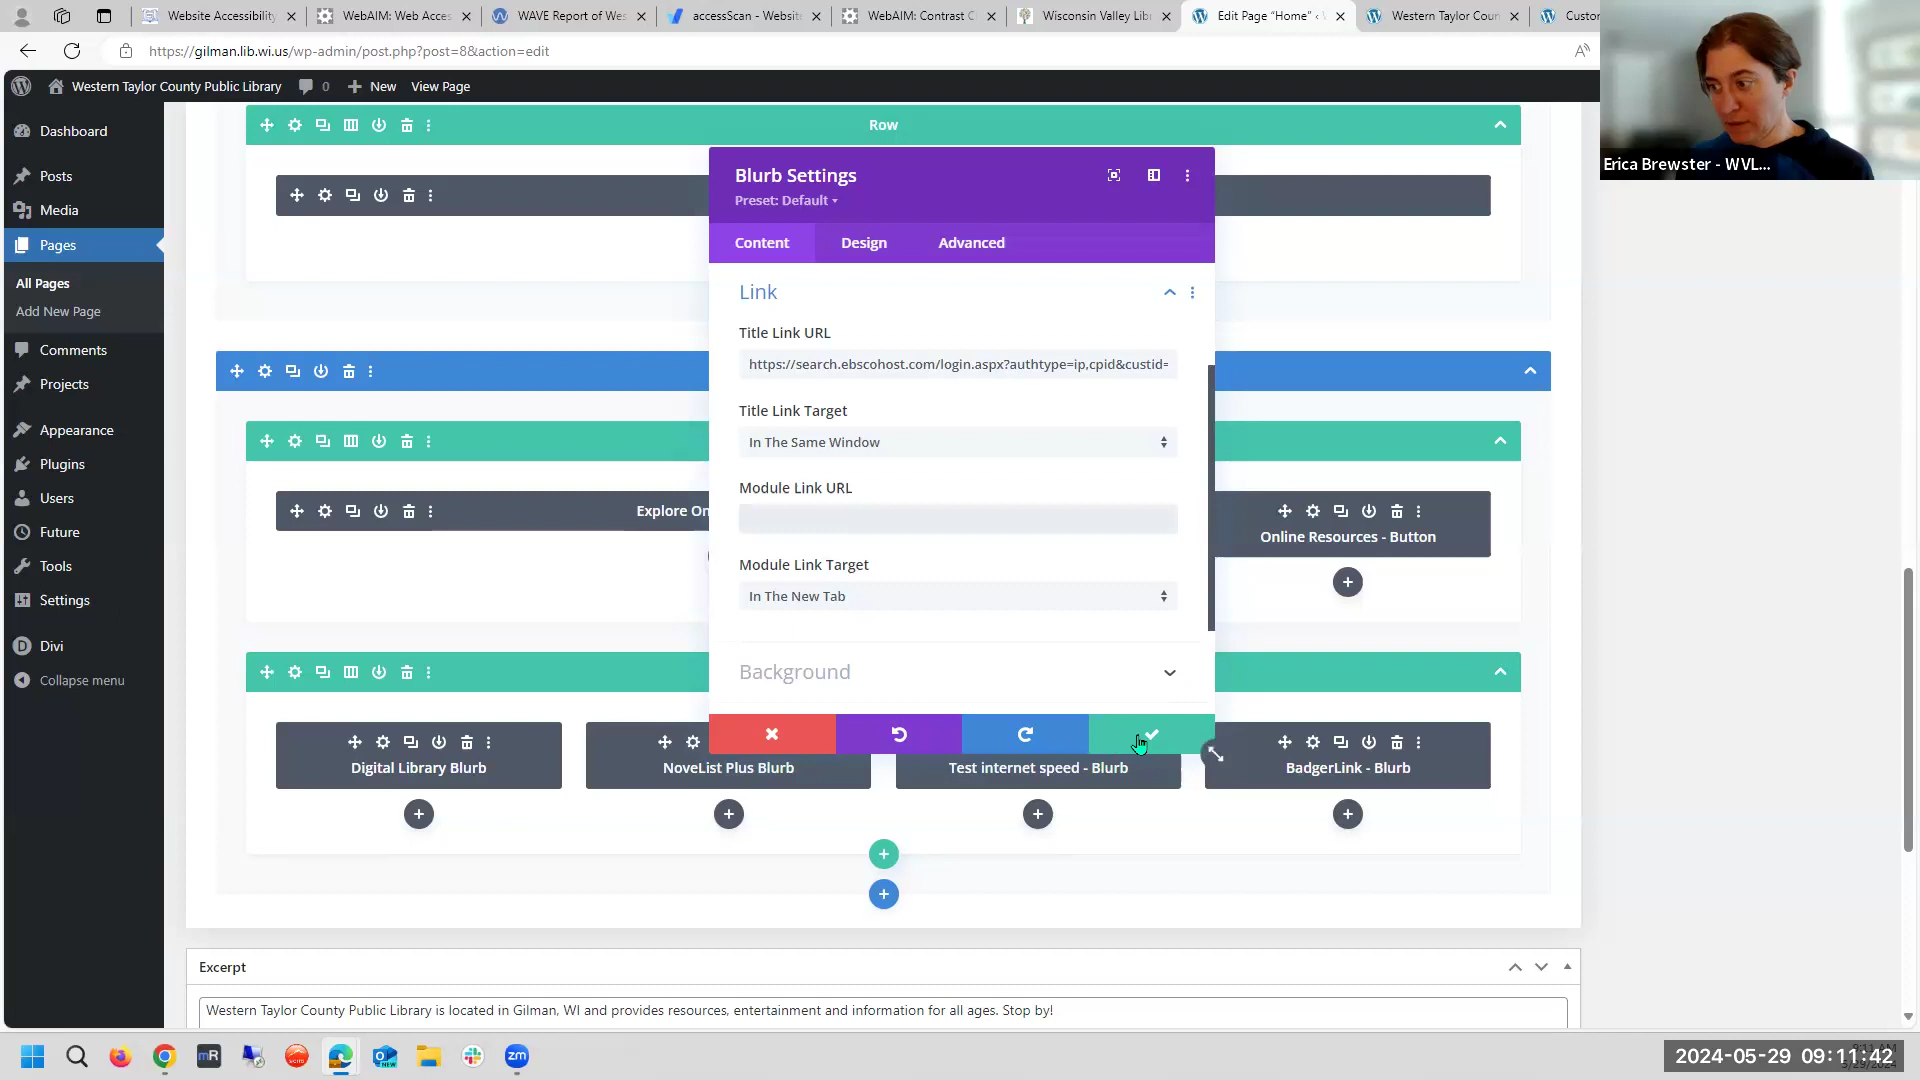 Website Accessibility
WebAIM: Web Acces
WAVE Report of Wes
accessScan - Website
WebAIM: Contrast C
Wisconsin Valley Lib
Edit Page “Home” ‹
Western Taylor Coun
Custo
https://gilman.lib.wi.us/wp-admin/post.php?post=8&action=edit
Western Taylor County Public Library
0
New
View Page
Erica Brewster - WVL...
Dashboard
Posts
Media
Pages
All Pages
Add New Page
Comments
Projects
Appearance
Plugins
Users
Future
Tools
Settings
Divi
Collapse menu
Row
Blurb Settings
Preset: Default
Content
Design
Advanced
Link
Title Link URL
https://search.ebscohost.com/login.aspx?authtype=ip,cpid&custid=
Title Link Target
In The Same Window
Module Link URL
Module Link Target
In The New Tab
Background
Explore On
Online Resources - Button
Digital Library Blurb
NoveList Plus Blurb
Test internet speed - Blurb
BadgerLink - Blurb
Excerpt
Western Taylor County Public Library is located in Gilman, WI and provides resources, entertainment and information for all ages. Stop by!
mR
NEW
zm
2024-05-29 09:11:42